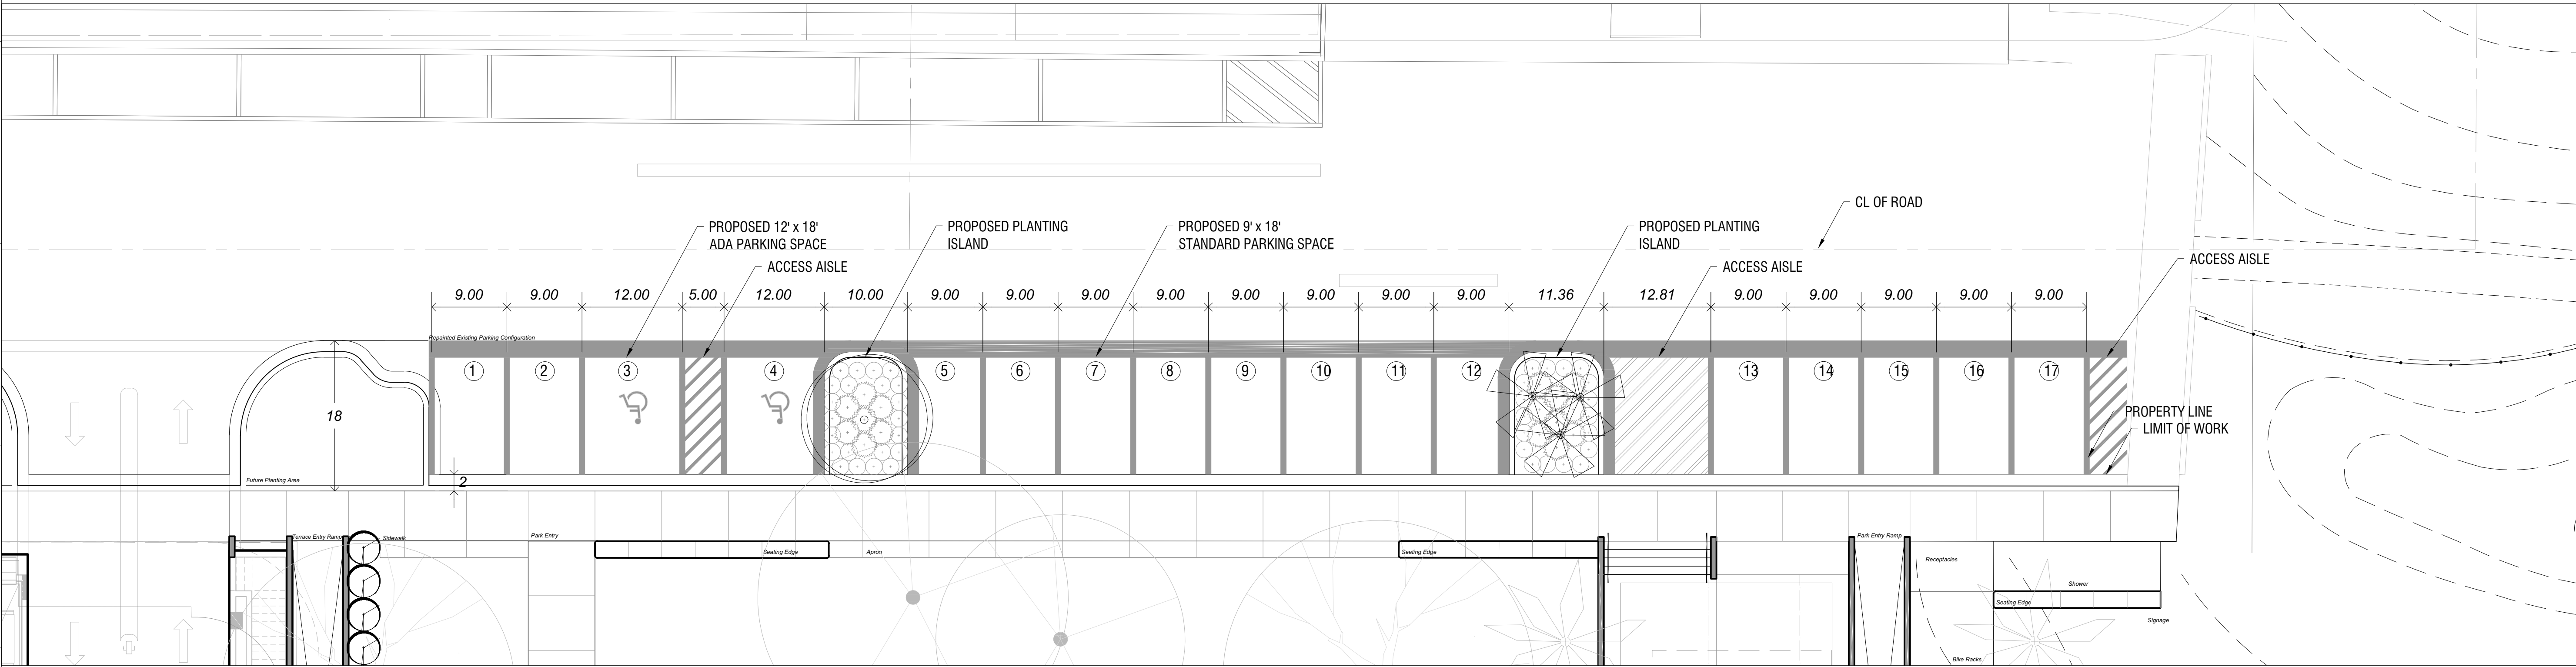 CL OF ROAD
PROPOSED 12' x 18'
ADA PARKING SPACE
PROPOSED PLANTING
ISLAND
PROPOSED 9' x 18'
STANDARD PARKING SPACE
PROPOSED PLANTING
ISLAND
ACCESS AISLE
ACCESS AISLE
ACCESS AISLE
9.00 9.00 12.00 5.00 12.00 10.00 9.00 9.00 9.00 9.00 9.00 9.00 9.00 9.00 11.36 12.81 9.00 9.00 9.00 9.00 9.00
Repainted Existing Parking Configuration
1 2 3 4 5 6 7 8 9 10 11 12 13 14 15 16 17
18
PROPERTY LINE
LIMIT OF WORK
Future Planting Area
2
Terrace Entry Ramp
Sidewalk
Park Entry
Seating Edge
Apron
Seating Edge
Park Entry Ramp
Receptacles
Shower
Seating Edge
Signage
Bike Racks